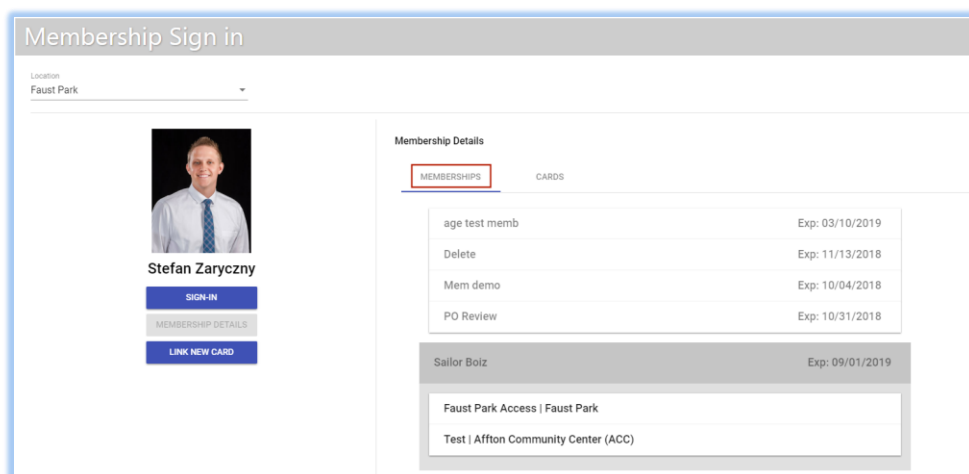 Membership Sign in
Location
Faust Park
Stefan Zaryczny
SIGN-IN
MEMBERSHIP DETAILS
LINK NEW CARD
Membership Details
MEMBERSHIPS CARDS
age test memb Exp: 03/10/2019
Delete Exp: 11/13/2018
Mem demo Exp: 10/04/2018
PO Review Exp: 10/31/2018
Sailor Boiz Exp: 09/01/2019
Faust Park Access | Faust Park
Test | Affton Community Center (ACC)